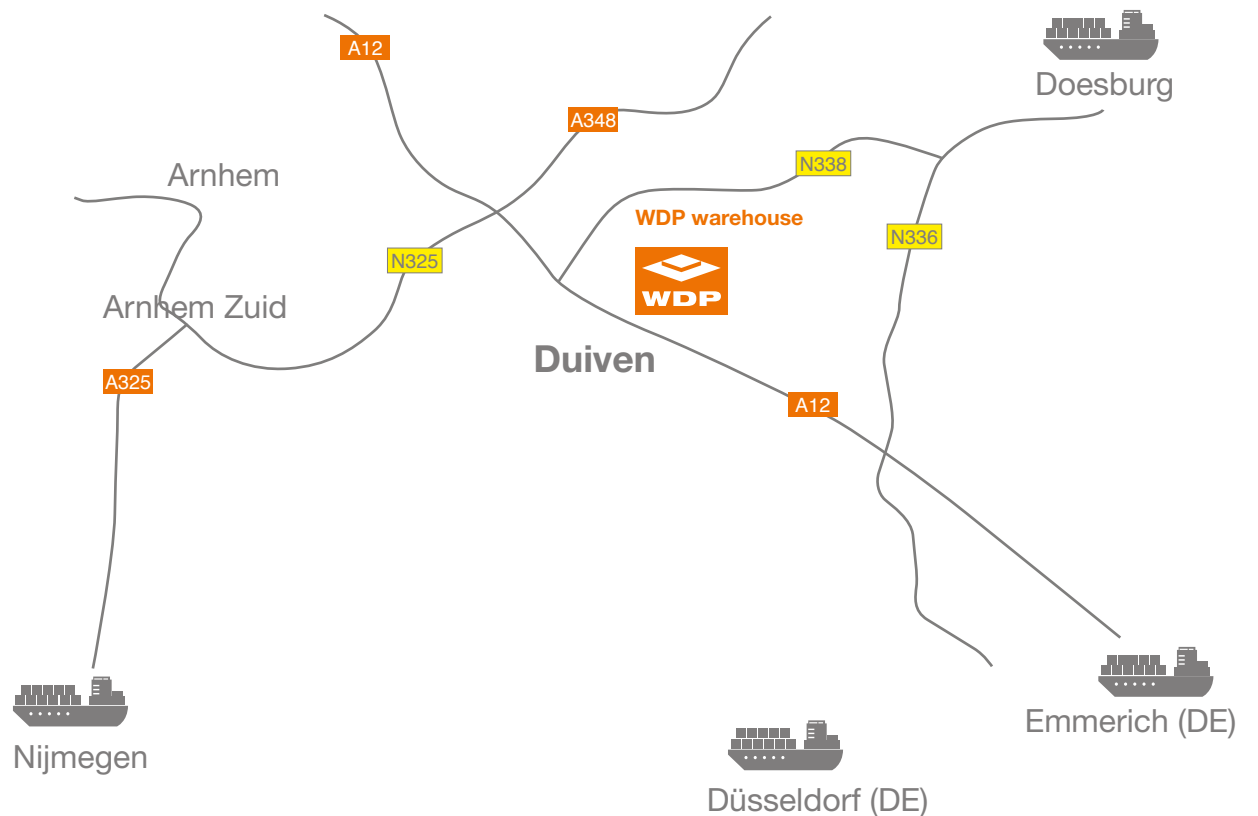 A12
Doesburg
A348
N338
Arnhem
WDP warehouse
N336
N325
WDP
Arnhem Zuid
Duiven
A325
A12
Emmerich (DE)
Nijmegen
Düsseldorf (DE)